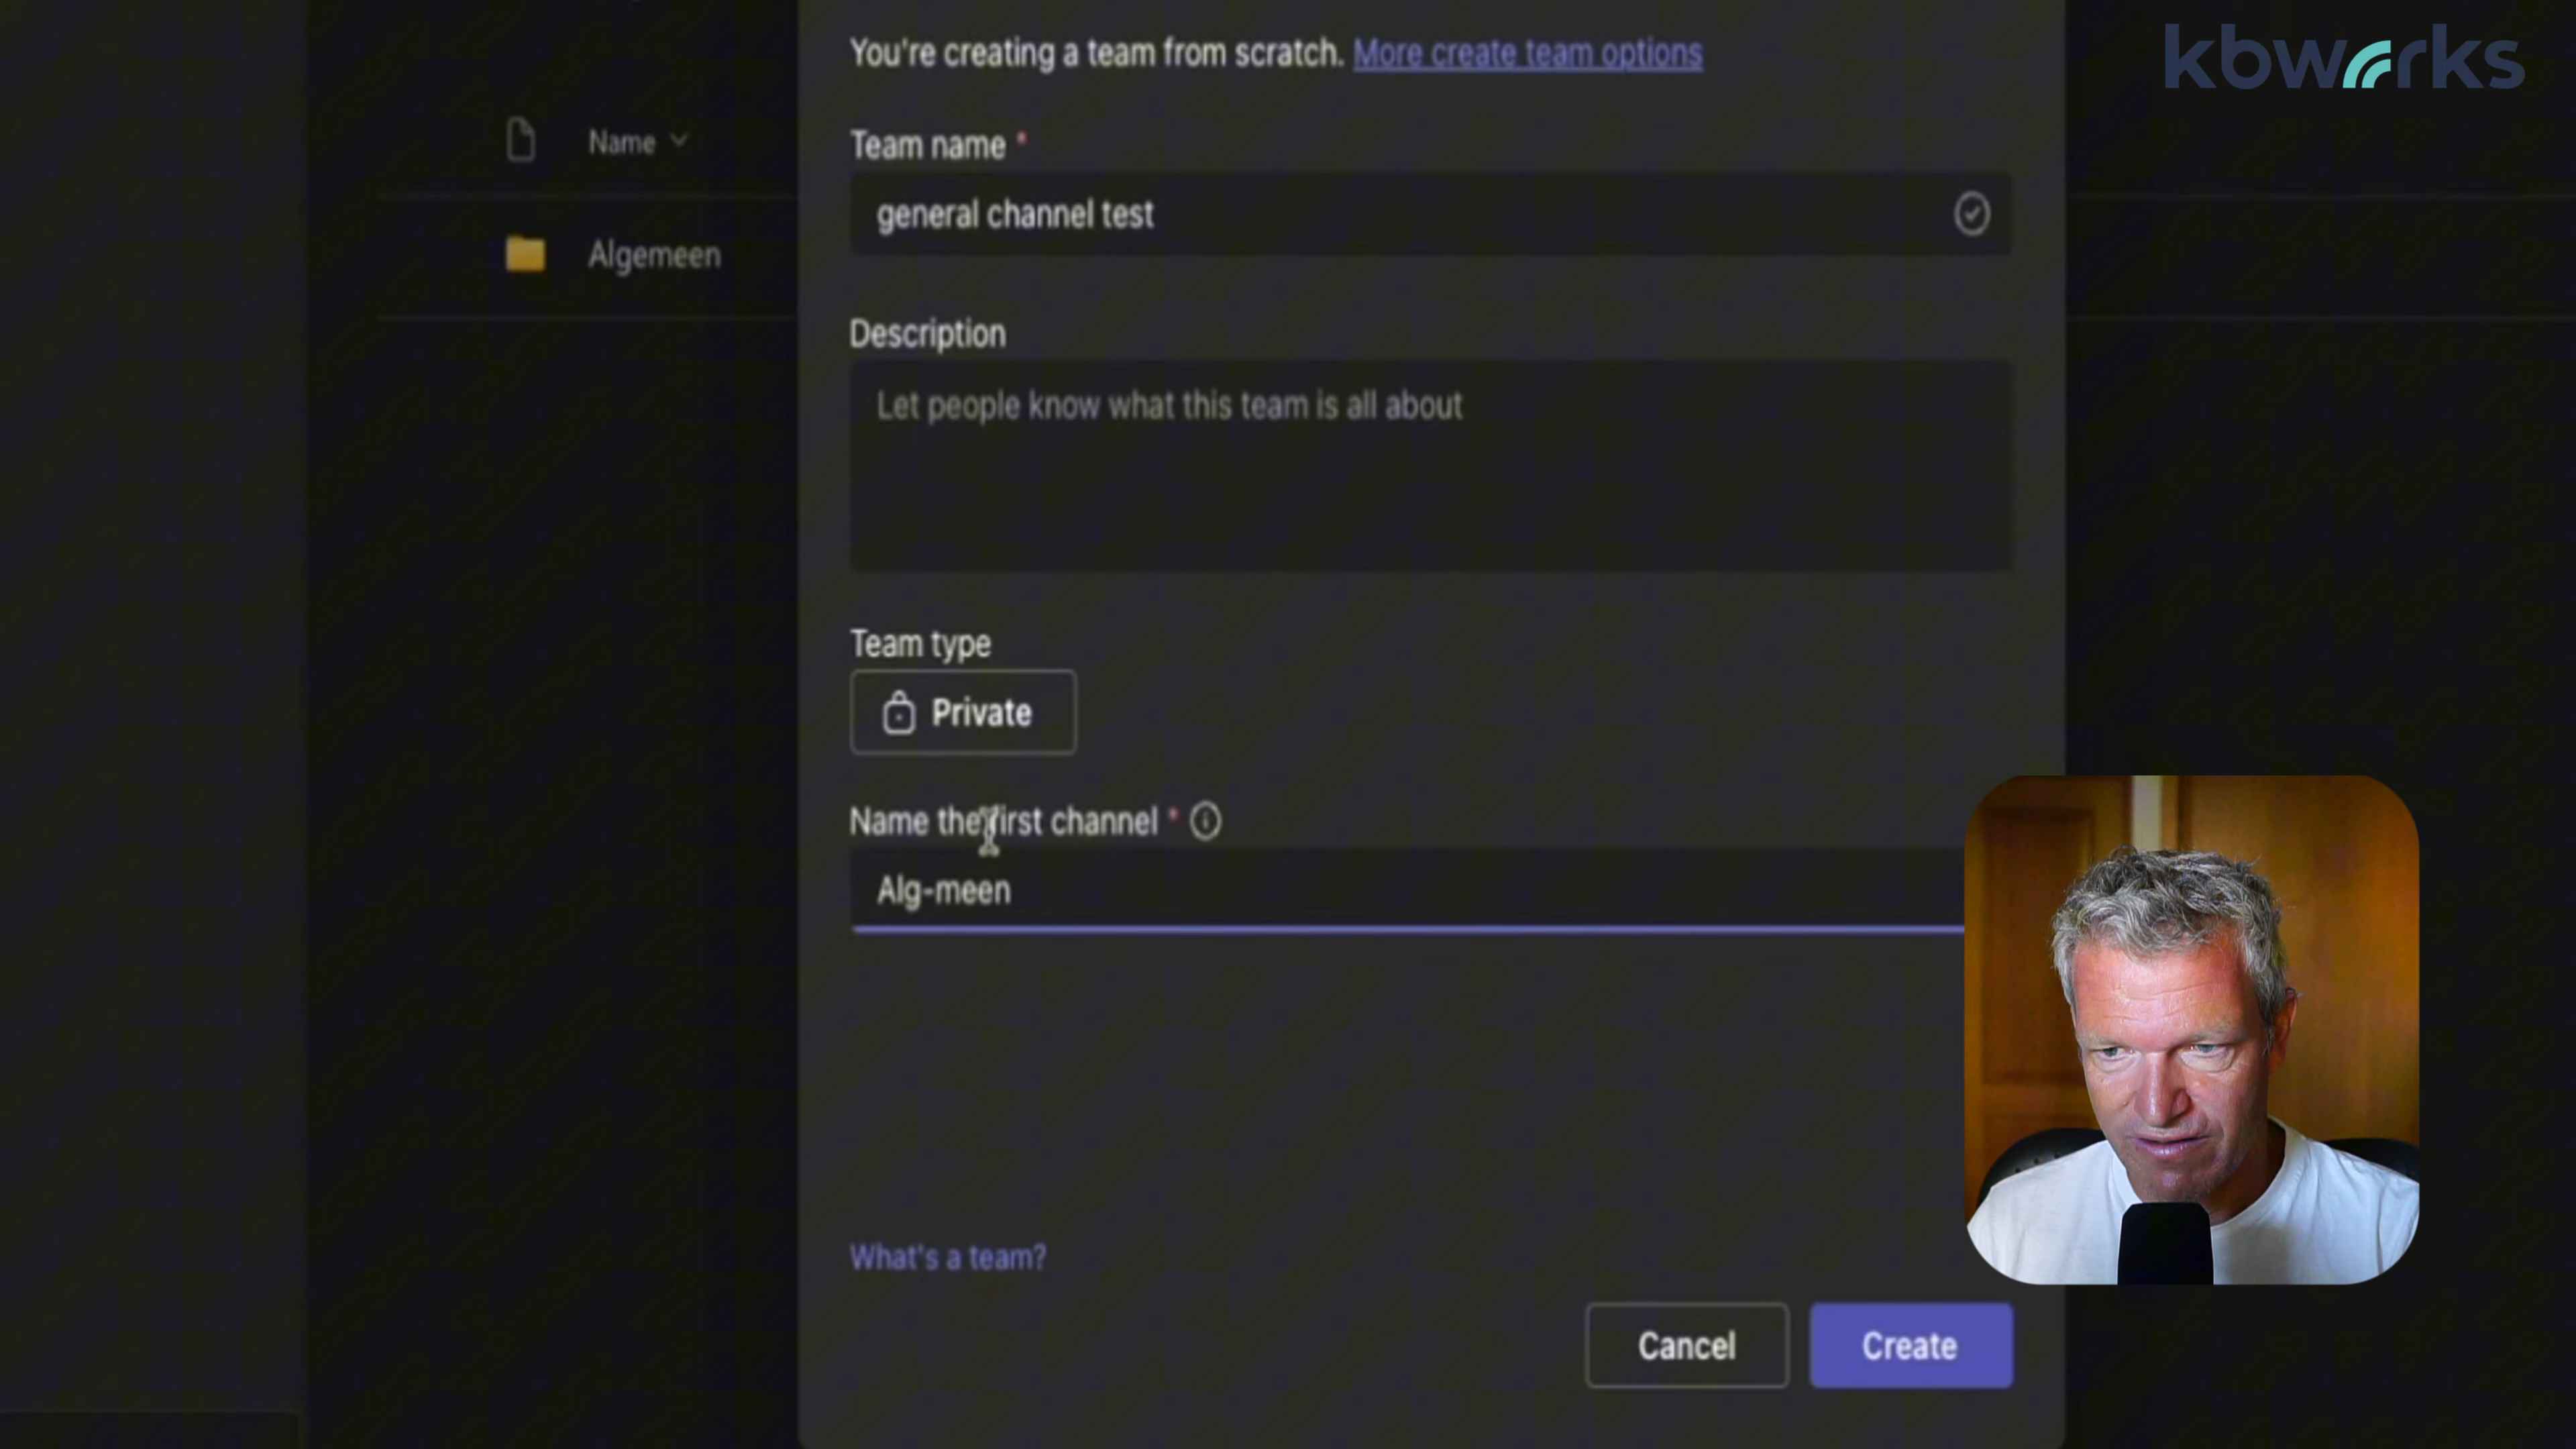 kbworks
You're creating a team from scratch. More create team options
Name
Algemeen
Team name *
general channel test
Description
Let people know what this team is all about
Team type
Private
Name the first channel *
Alg-meen
What's a team?
Cancel
Create